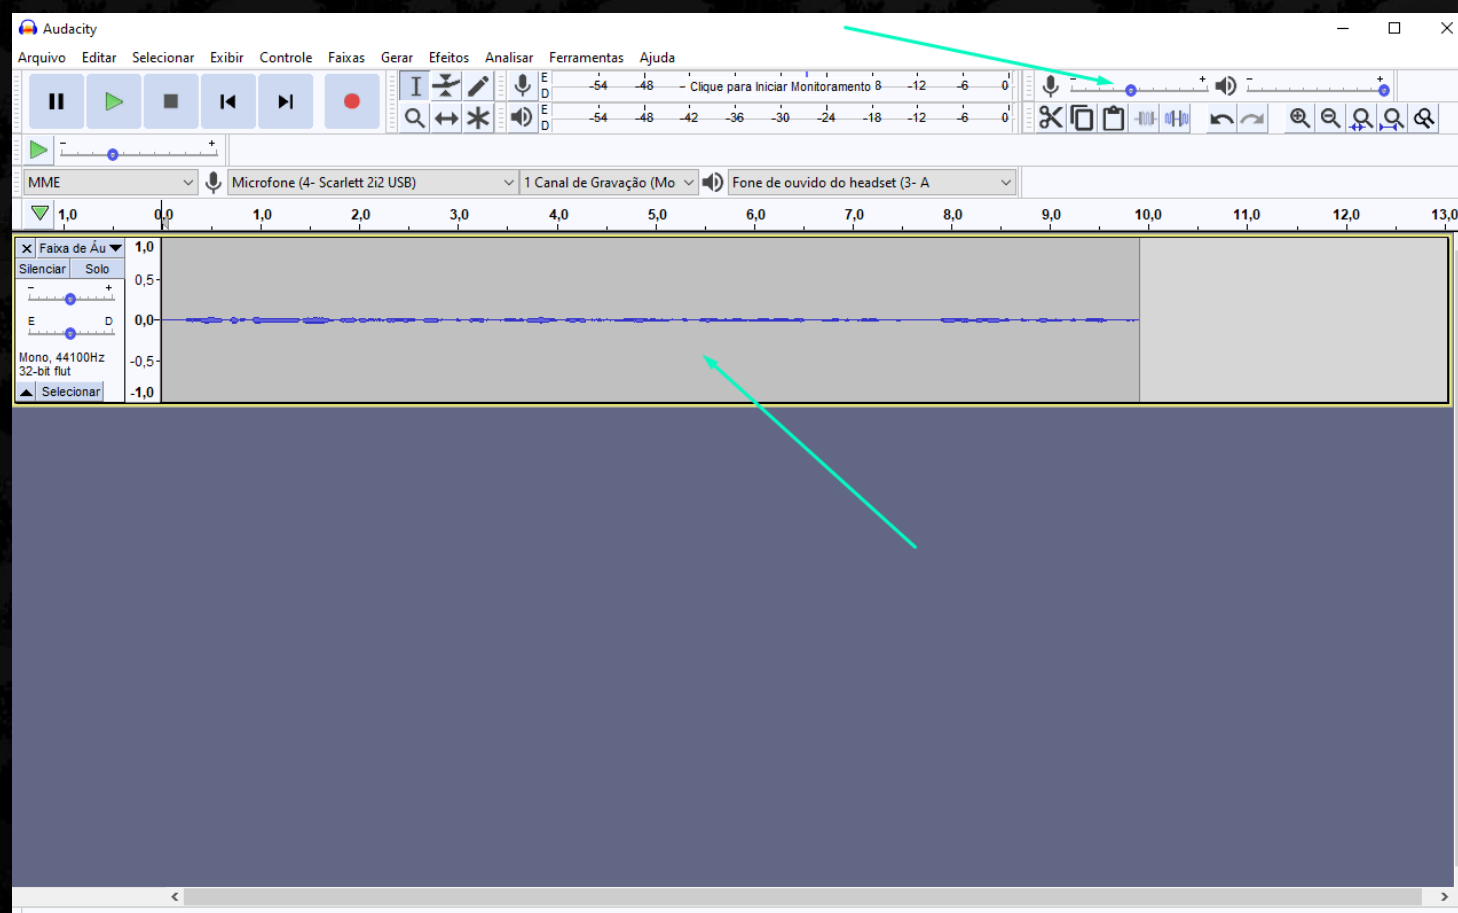 Audacity
Arquivo Editar Selecionar Exibir Controle Faixas Gerar Efeitos Analisar Ferramentas Ajuda
E D -54 -48 - Clique para Iniciar Monitoramento 8 -12 -6 0 - + - +
E D -54 -48 -42 -36 -30 -24 -18 -12 -6 0
- +
MME Microfone (4- Scarlett 2i2 USB) 1 Canal de Gravação (Mo Fone de ouvido do headset (3- A
1,0 0,0 1,0 2,0 3,0 4,0 5,0 6,0 7,0 8,0 9,0 10,0 11,0 12,0 13,0
X Faixa de Áu 1,0
Silenciar Solo
0,5
- +
E D 0,0
Mono, 44100Hz -0,5
32-bit flut
Selecionar -1,0